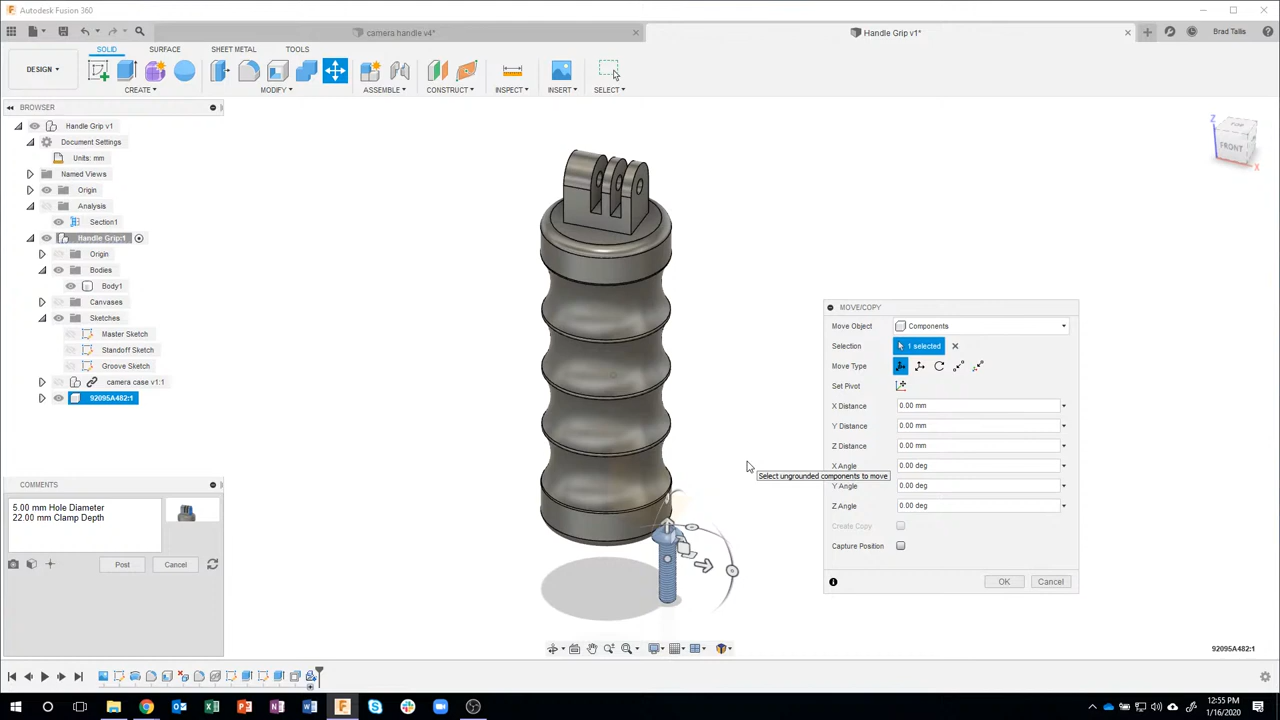 Autodesk Fusion 360
camera handle v4*
Handle Grip v1*
Brad Tallis
DESIGN
SOLID
SURFACE
SHEET METAL
TOOLS
CREATE
MODIFY
ASSEMBLE
CONSTRUCT
INSPECT
INSERT
SELECT
BROWSER
Handle Grip v1
Document Settings
Units: mm
Named Views
Origin
Analysis
Section1
Handle Grip:1
Origin
Bodies
Body1
Canvases
Sketches
Master Sketch
Standoff Sketch
Groove Sketch
camera case v1:1
92095A482:1
TOP
FRONT
Z
X
MOVE/COPY
Move Object
Components
Selection
1 selected
Move Type
Set Pivot
X Distance
0.00 mm
Y Distance
0.00 mm
Z Distance
0.00 mm
X Angle
0.00 deg
Y Angle
0.00 deg
Z Angle
0.00 deg
Create Copy
Capture Position
OK
Cancel
Select ungrounded components to move
COMMENTS
5.00 mm Hole Diameter
22.00 mm Clamp Depth
Post
Cancel
92095A482:1
12:55 PM
1/16/2020